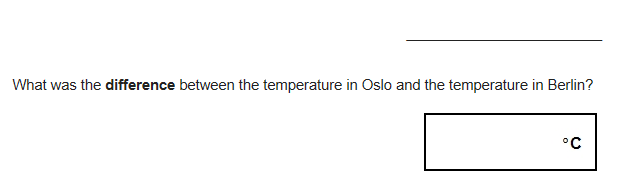 What was the difference between the temperature in Oslo and the temperature in Berlin?
°C